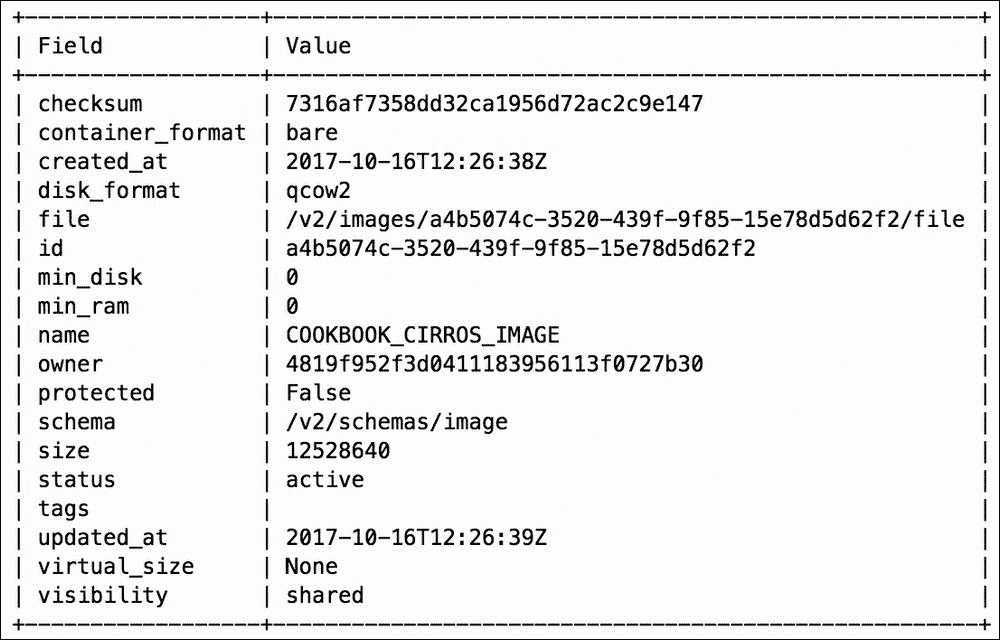 +-------------------+------------------------------------------------------+
| Field             | Value                                                |
+-------------------+------------------------------------------------------+
| checksum          | 7316af7358dd32ca1956d72ac2c9e147                     |
| container_format  | bare                                                 |
| created_at        | 2017-10-16T12:26:38Z                                 |
| disk_format       | qcow2                                                |
| file              | /v2/images/a4b5074c-3520-439f-9f85-15e78d5d62f2/file |
| id                | a4b5074c-3520-439f-9f85-15e78d5d62f2                 |
| min_disk          | 0                                                    |
| min_ram           | 0                                                    |
| name              | COOKBOOK_CIRROS_IMAGE                                |
| owner             | 4819f952f3d0411183956113f0727b30                     |
| protected         | False                                                |
| schema            | /v2/schemas/image                                    |
| size              | 12528640                                             |
| status            | active                                               |
| tags              |                                                      |
| updated_at        | 2017-10-16T12:26:39Z                                 |
| virtual_size      | None                                                 |
| visibility        | shared                                               |
+-------------------+------------------------------------------------------+